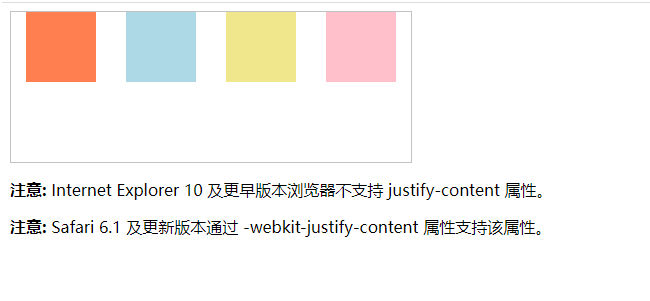 注意: Internet Explorer 10 及更早版本浏览器不支持 justify-content 属性。
注意: Safari 6.1 及更新版本通过 -webkit-justify-content 属性支持该属性。